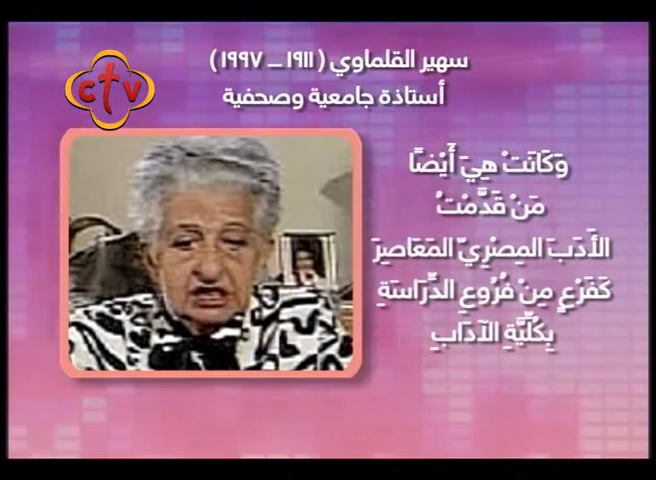 سهير القلماوي (١٩١١ – ١٩٩٧)
أستاذة جامعية وصحفية
ctv
وَكَانَتْ هِيَ أَيْضًا
مَنْ قَدَّمْتُ
الأَدَبَ المِصْرِيّ المَعَاصِرَ
كَفَرْعٍ مِنْ فُرُوعِ الدِّرَاسَةِ
بِكُلِّيَّةِ الآدَابِ